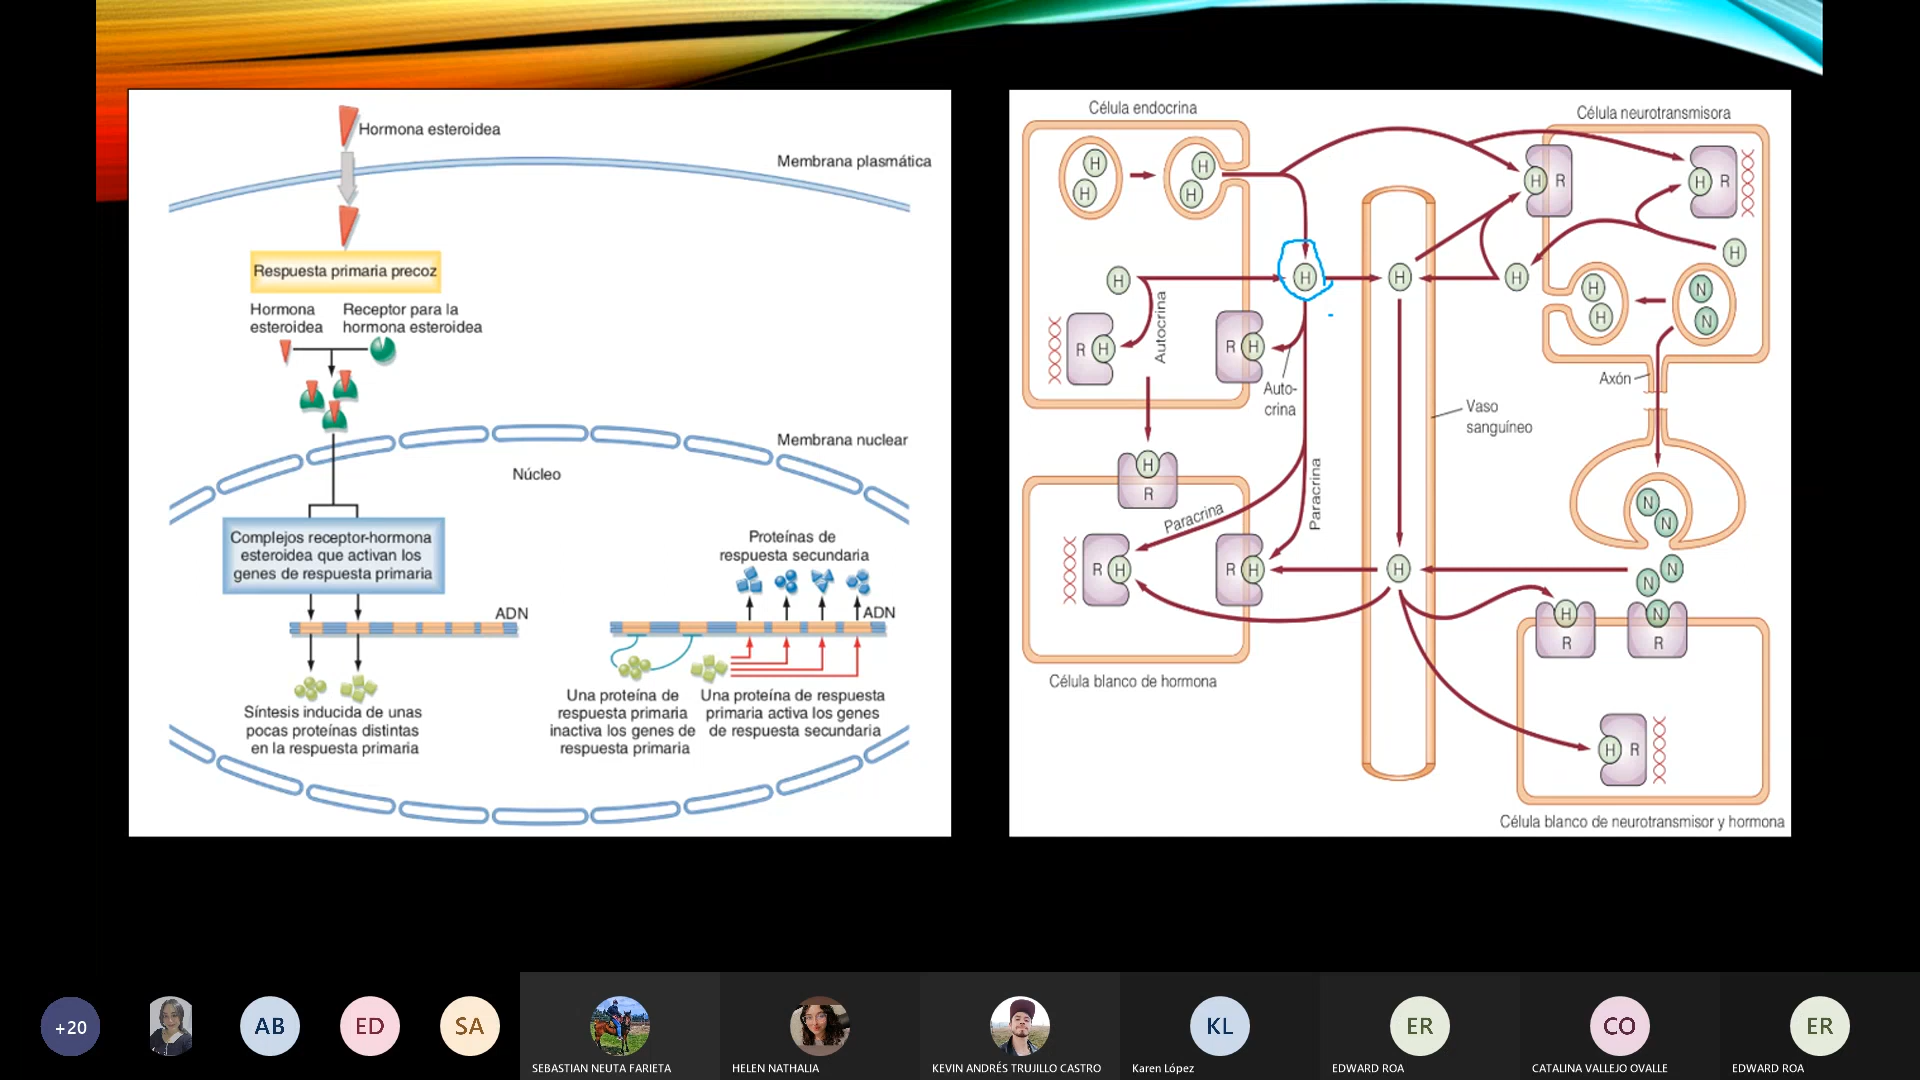 Hormona esteroidea
Membrana plasmática
Respuesta primaria precoz
Hormona
esteroidea
Receptor para la
hormona esteroidea
Membrana nuclear
Núcleo
Complejos receptor-hormona
esteroidea que activan los
genes de respuesta primaria
Proteínas de
respuesta secundaria
ADN
ADN
Síntesis inducida de unas
pocas proteínas distintas
en la respuesta primaria
Una proteína de
respuesta primaria
inactiva los genes de
respuesta primaria
Una proteína de respuesta
primaria activa los genes
de respuesta secundaria
Célula endocrina
Célula neurotransmisora
H
H
H
H
H R
H R
H
H
H
H
H
Autocrina
R H
R H
Auto-
crina
H
H
N
N
Axón
Vaso
sanguíneo
H
R
Paracrina
Paracrina
N
N
R H
R H
H
N
N
H
R
N
R
Célula blanco de hormona
H R
Célula blanco de neurotransmisor y hormona
+20
AB
ED
SA
SEBASTIAN NEUTA FARIETA
HELEN NATHALIA
KEVIN ANDRÉS TRUJILLO CASTRO
KL
Karen López
ER
EDWARD ROA
CO
CATALINA VALLEJO OVALLE
ER
EDWARD ROA